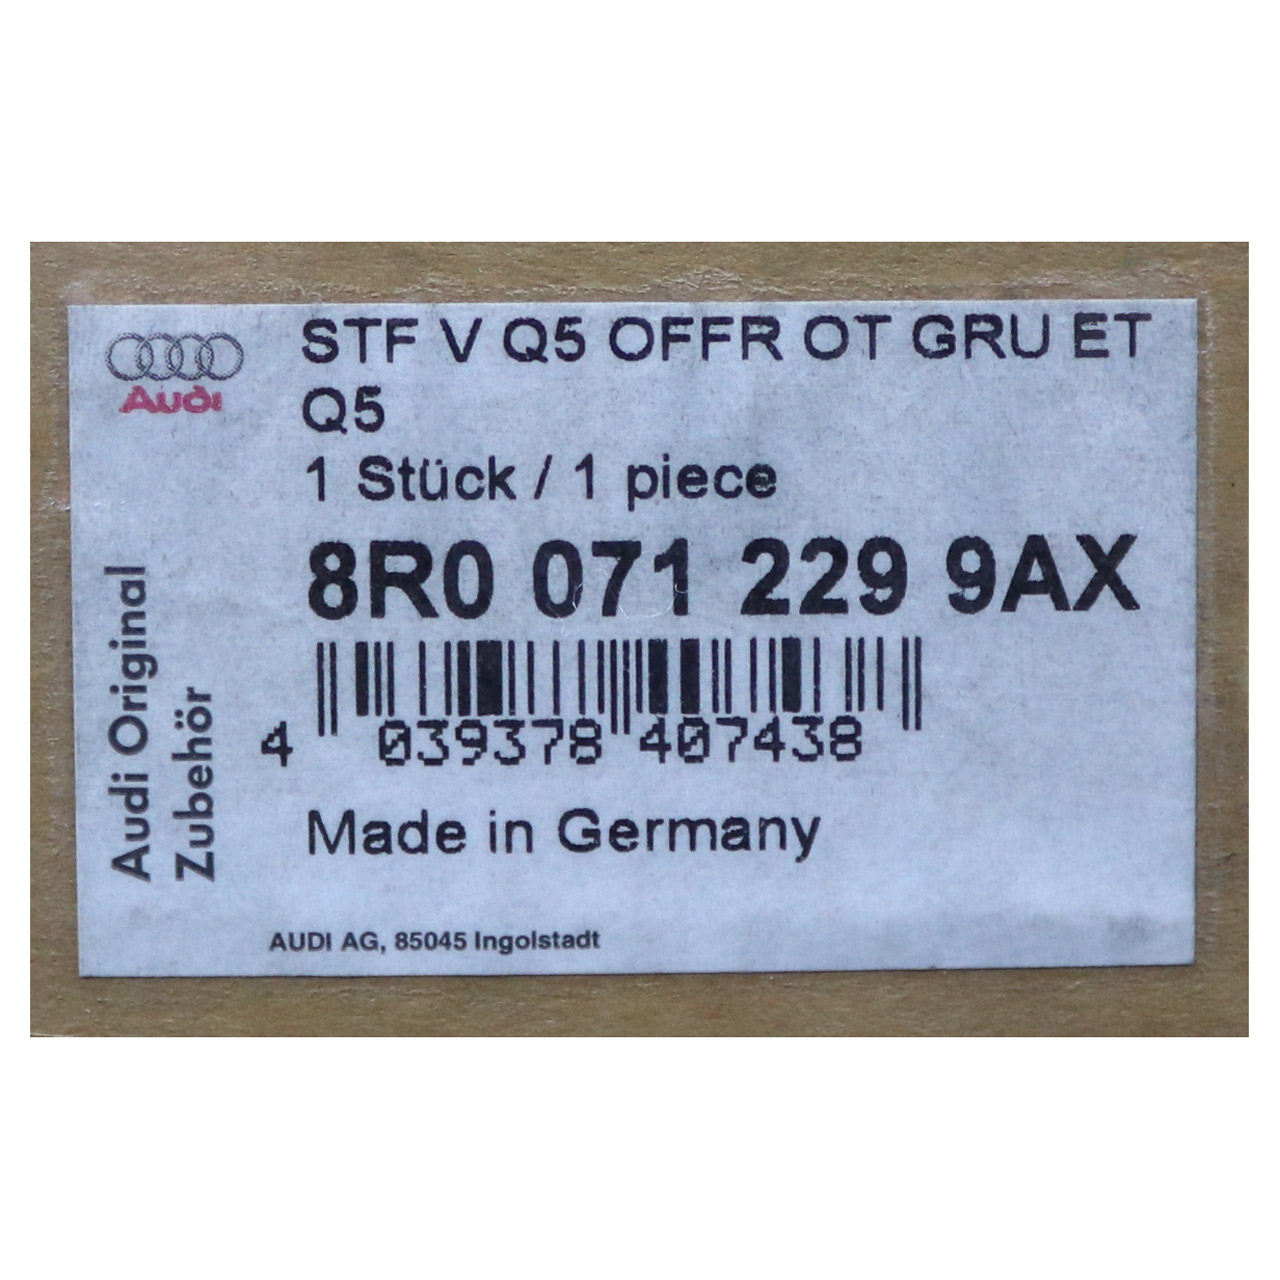 Audi
STF V Q5 OFFR OT GRU ET
Q5
1 Stück / 1 piece
8R0 071 229 9AX
4 039378 407438
Made in Germany
AUDI AG, 85045 Ingolstadt
Audi Original
Zubehör